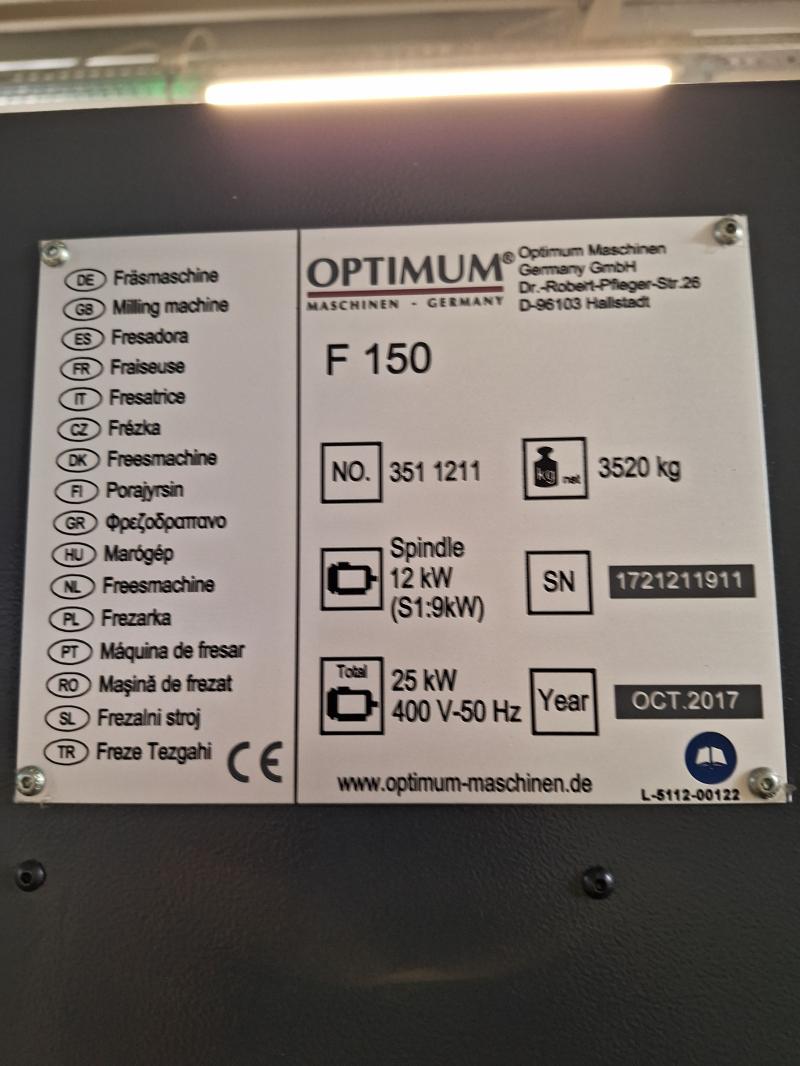 DE Fräsmaschine
GB Milling machine
ES Fresadora
FR Fraiseuse
IT Fresatrice
CZ Frézka
DK Freesmachine
FI Porajyrsin
GR Φρεζοδραπανο
HU Marógép
NL Freesmachine
PL Frezarka
PT Máquina de fresar
RO Maşină de frezat
SL Frezalni stroj
TR Freze Tezgahi
CE
OPTIMUM®
MASCHINEN - GERMANY
Optimum Maschinen
Germany GmbH
Dr.-Robert-Pfleger-Str.26
D-96103 Hallstadt
F 150
NO. 351 1211
kg net 3520 kg
Spindle
12 kW
(S1:9kW)
SN 1721211911
Total
25 kW
400 V-50 Hz
Year OCT.2017
www.optimum-maschinen.de
L-5112-00122